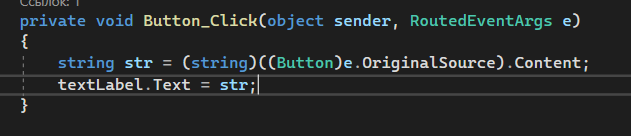 Ссылок: 1
private void Button_Click(object sender, RoutedEventArgs e)
{
string str = (string)((Button)e.OriginalSource).Content;
textLabel.Text = str;
}